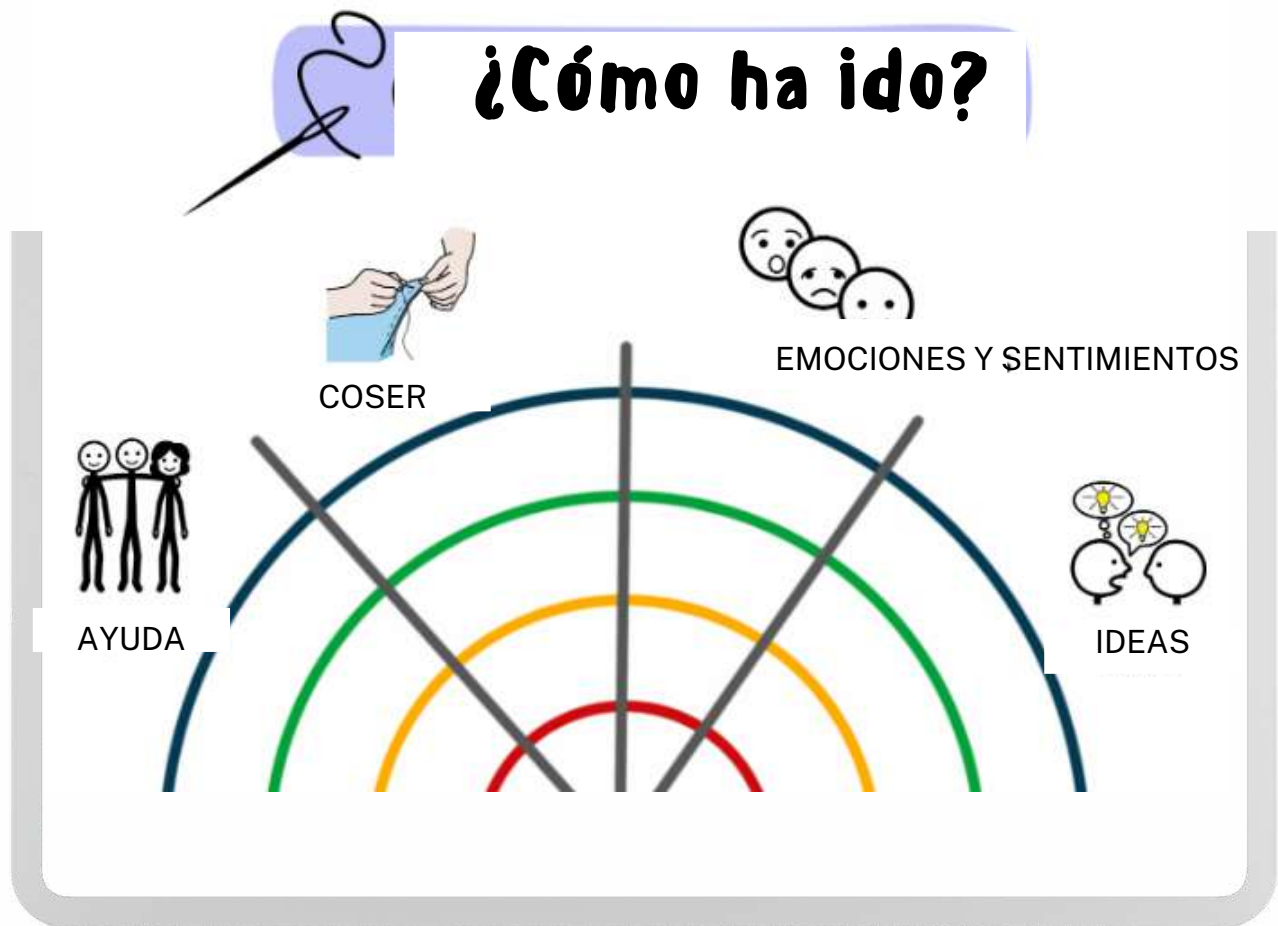 ¿Cómo ha ido?
EMOCIONES Y SENTIMIENTOS
COSER
AYUDA
IDEAS